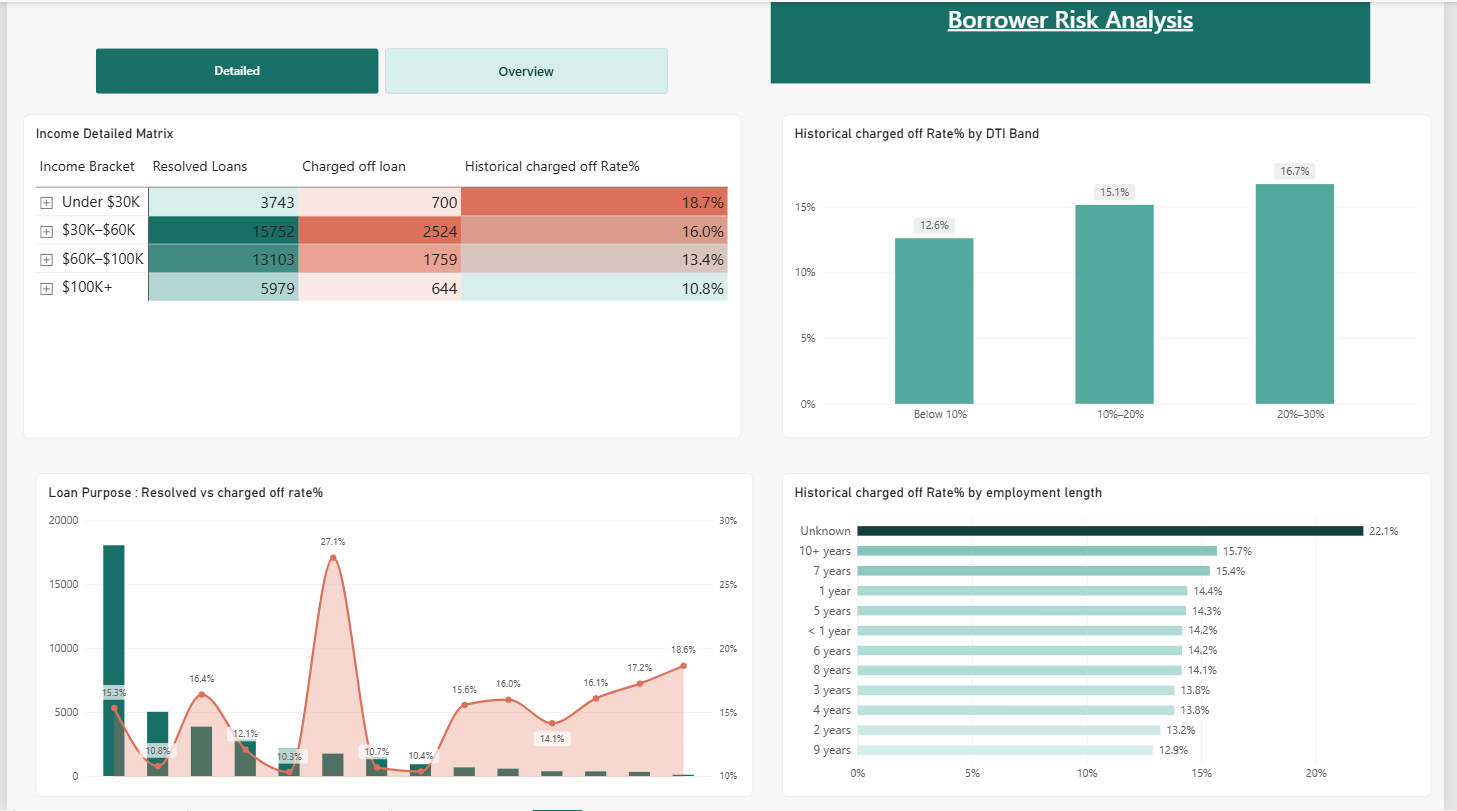 Borrower Risk Analysis
Detailed
Overview
Income Detailed Matrix
Income Bracket Resolved Loans Charged off loan Historical charged off Rate%
Under $30K 3743 700 18.7%
$30K–$60K 15752 2524 16.0%
$60K–$100K 13103 1759 13.4%
$100K+ 5979 644 10.8%
Historical charged off Rate% by DTI Band
16.7%
15.1%
12.6%
15%
10%
5%
0%
Below 10% 10%–20% 20%–30%
Loan Purpose : Resolved vs charged off rate%
20000
15000
10000
5000
0
30%
25%
20%
15%
10%
15.3%
10.8%
16.4%
12.1%
10.3%
27.1%
10.7%
10.4%
15.6%
16.0%
14.1%
16.1%
17.2%
18.6%
Historical charged off Rate% by employment length
Unknown 22.1%
10+ years 15.7%
7 years 15.4%
1 year 14.4%
5 years 14.3%
< 1 year 14.2%
6 years 14.2%
8 years 14.1%
3 years 13.8%
4 years 13.8%
2 years 13.2%
9 years 12.9%
0% 5% 10% 15% 20%